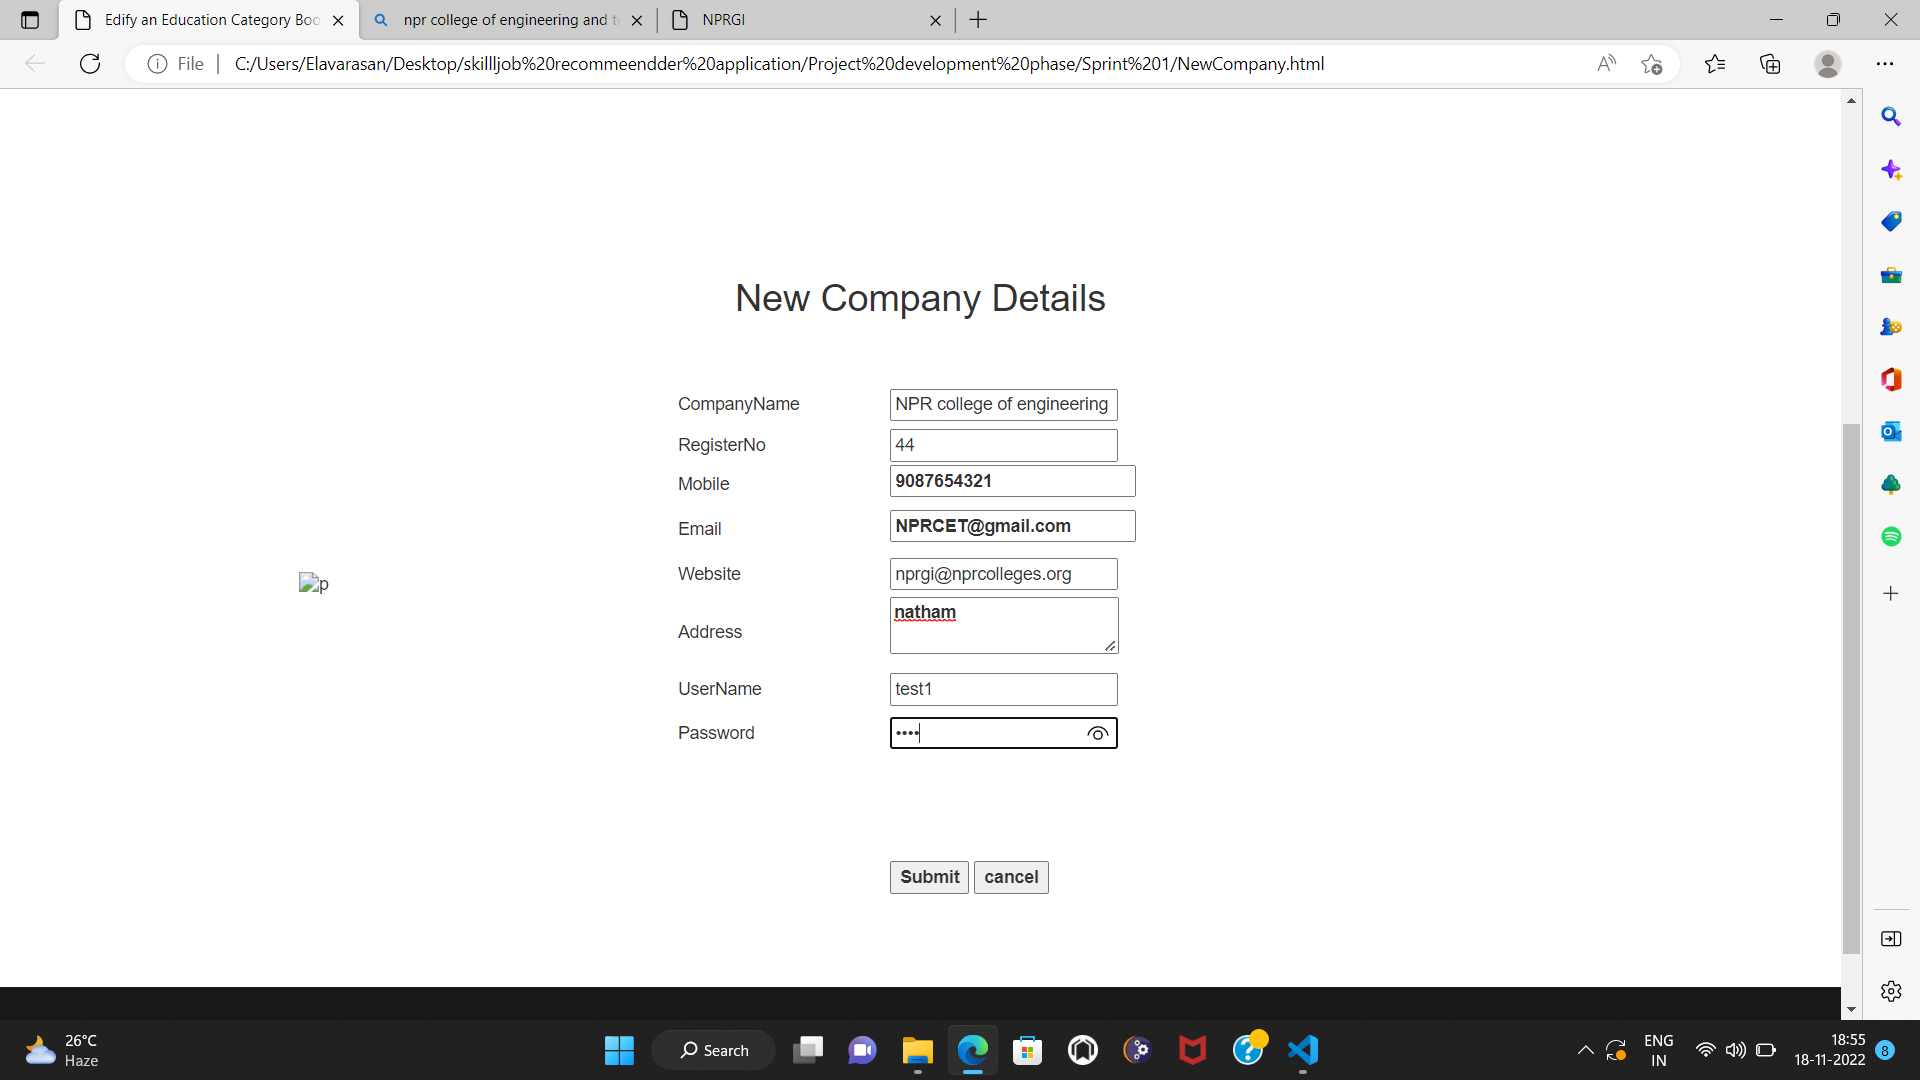 Edify an Education Category Boo
npr college of engineering and te
NPRGI
File
C:/Users/Elavarasan/Desktop/skillljob%20recommeendder%20application/Project%20development%20phase/Sprint%201/NewCompany.html
New Company Details
CompanyName NPR college of engineering
RegisterNo 44
Mobile 9087654321
Email NPRCET@gmail.com
Website nprgi@nprcolleges.org
p
Address natham
UserName test1
Password ••••
Submit cancel
26°C
Haze
Search
ENG
IN
18:55
18-11-2022
8